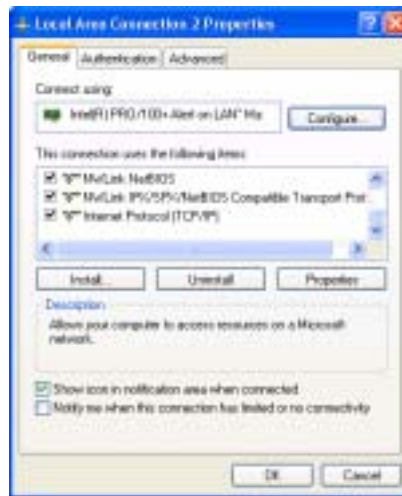 Local Area Connection 2 Properties
General Authentication Advanced
Connect using:
Intel(R) PRO/100+ Alert on LAN* Ma
Configure...
This connection uses the following items:
NWLink NetBIOS
NWLink IPX/SPX/NetBIOS Compatible Transport Prot
Internet Protocol (TCP/IP)
Install... Uninstall Properties
Description
Allows your computer to access resources on a Microsoft
network.
Show icon in notification area when connected
Notify me when this connection has limited or no connectivity
OK Cancel